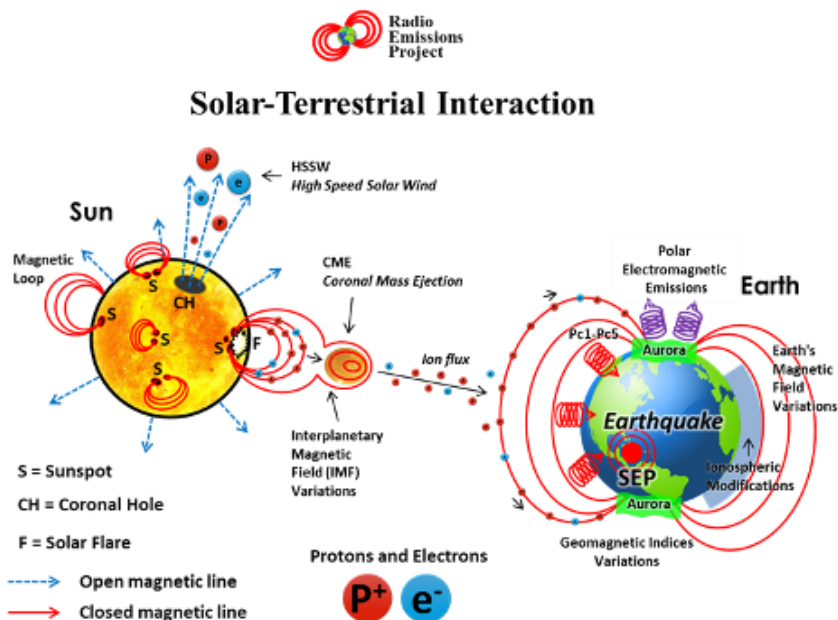 Radio
Emissions
Project
Solar-Terrestrial Interaction
P
e
e
P
HSSW
High Speed Solar Wind
Sun
Magnetic
Loop
S
S
CH
S
S
S
F
CME
Coronal Mass Ejection
Ion flux
Interplanetary
Magnetic
Field (IMF)
Variations
Polar
Electromagnetic
Emissions
Earth
Pc1-Pc5
Aurora
Earth's
Magnetic
Field
Variations
Earthquake
SEP
Ionospheric
Modifications
Aurora
Geomagnetic Indices
Variations
S = Sunspot
CH = Coronal Hole
F = Solar Flare
Open magnetic line
Closed magnetic line
Protons and Electrons
P+
e-